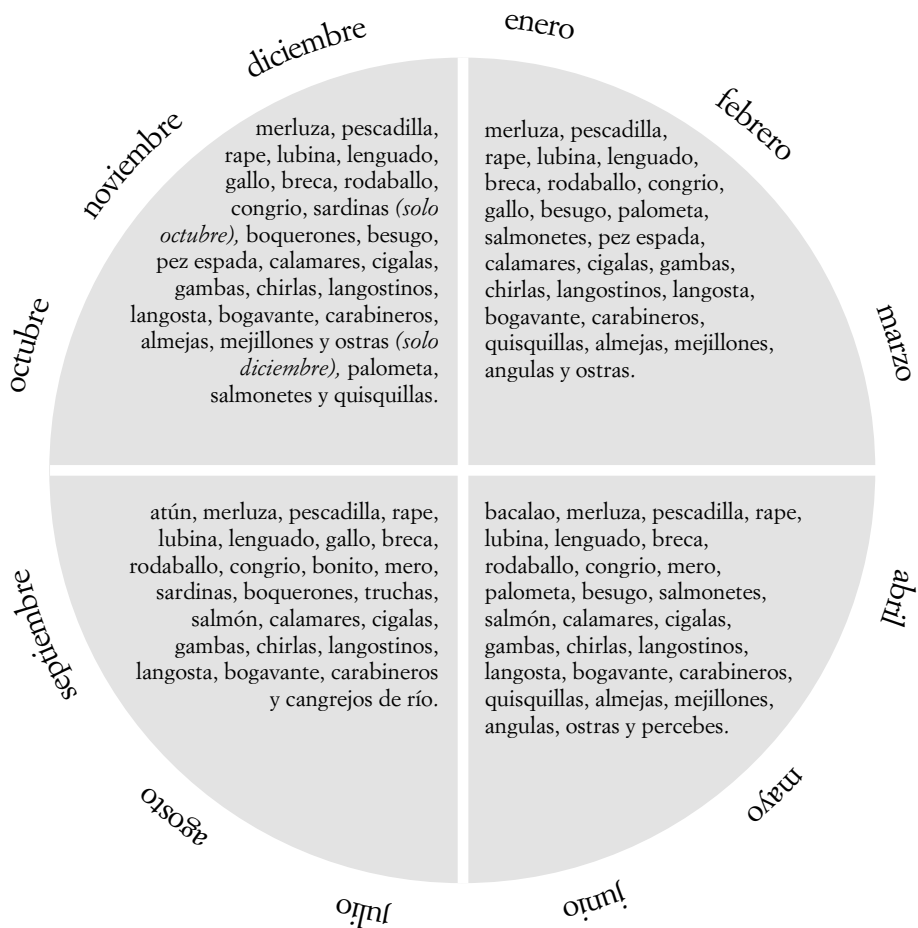 enero
febrero
marzo
abril
mayo
junio
julio
agosto
septiembre
octubre
noviembre
diciembre
merluza, pescadilla,
rape, lubina, lenguado,
breca, rodaballo, congrio,
gallo, besugo, palometa,
salmonetes, pez espada,
calamares, cigalas, gambas,
chirlas, langostinos, langosta,
bogavante, carabineros,
quisquillas, almejas, mejillones,
angulas y ostras.
bacalao, merluza, pescadilla, rape,
lubina, lenguado, breca,
rodaballo, congrio, mero,
palometa, besugo, salmonetes,
salmón, calamares, cigalas,
gambas, chirlas, langostinos,
langosta, bogavante, carabineros,
quisquillas, almejas, mejillones,
angulas, ostras y percebes.
atún, merluza, pescadilla, rape,
lubina, lenguado, gallo, breca,
rodaballo, congrio, bonito, mero,
sardinas, boquerones, truchas,
salmón, calamares, cigalas,
gambas, chirlas, langostinos,
langosta, bogavante, carabineros
y cangrejos de río.
merluza, pescadilla,
rape, lubina, lenguado,
gallo, breca, rodaballo,
congrio, sardinas (solo
octubre), boquerones, besugo,
pez espada, calamares, cigalas,
gambas, chirlas, langostinos,
langosta, bogavante, carabineros,
almejas, mejillones y ostras (solo
diciembre), palometa,
salmonetes y quisquillas.